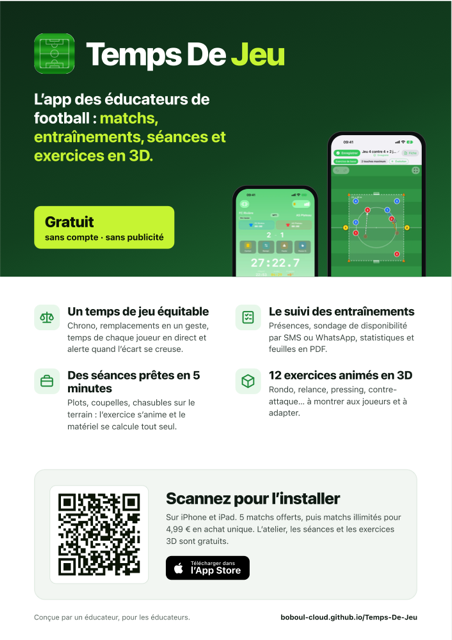 Temps De Jeu
L'app des éducateurs de
football : matchs,
entraînements, séances et
exercices en 3D.
Gratuit
sans compte · sans publicité
09:41
2 1
27:22.7
09:41
Un temps de jeu équitable
Chrono, remplacements en un geste,
temps de chaque joueur en direct et
alerte quand l'écart se creuse.
Le suivi des entraînements
Présences, sondage de disponibilité
par SMS ou WhatsApp, statistiques et
feuilles en PDF.
Des séances prêtes en 5
minutes
Plots, coupelles, chasubles sur le
terrain : l'exercice s'anime et le
matériel se calcule tout seul.
12 exercices animés en 3D
Rondo, relance, pressing, contre-
attaque... à montrer aux joueurs et à
adapter.
Scannez pour l'installer
Sur iPhone et iPad. 5 matchs offerts, puis matchs illimités pour
4,99 € en achat unique. L'atelier, les séances et les exercices
3D sont gratuits.
Télécharger dans
l'App Store
Conçue par un éducateur, pour les éducateurs.
boboul-cloud.github.io/Temps-De-Jeu